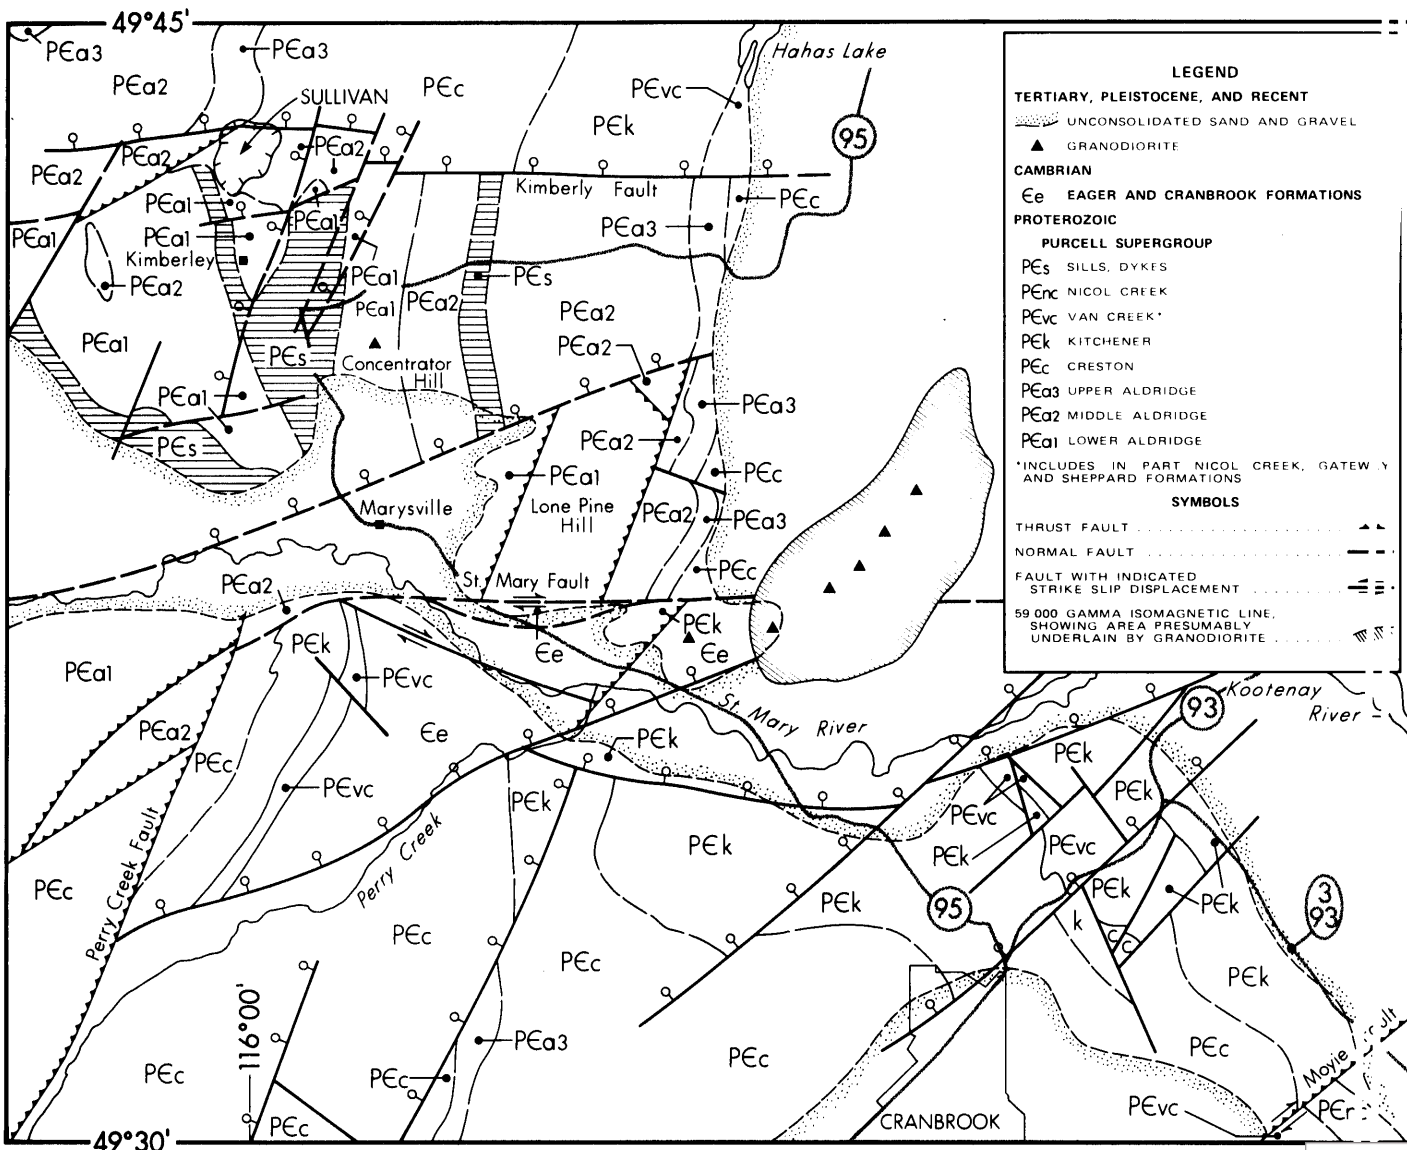 49°45'
PЄa3
PЄa3
Hahas Lake
PЄa2
PЄc
PЄvc
SULLIVAN
PЄk
95
PЄa2
PЄa2
PЄa2
Kimberly Fault
PЄc
PЄa1
PЄa1
PЄa3
PЄa1
PЄa1
Kimberley
PЄa1
PЄs
PЄa2
PЄa1
PЄa2
PЄa2
PЄa1
PЄa2
PЄs
Concentrator
Hill
PЄa1
PЄa3
PЄs
PЄa2
PЄa1
PЄc
Marysville
Lone Pine
Hill
PЄa2
PЄa3
PЄa2
St. Mary Fault
PЄc
PЄk
PЄk
Єe
Єe
PЄa1
PЄvc
St. Mary River
Kootenay
River
93
PЄa2
Єe
PЄc
PЄk
PЄk
PЄvc
PЄk
PЄk
PЄvc
PЄk
PЄvc
PЄk
PЄc
Perry Creek Fault
Perry Creek
PЄk
95
PЄk
PЄk
3
93
k
c
c
PЄc
PЄc
PЄk
116°00'
PЄa3
PЄc
PЄc
PЄc
PЄc
Moyie
PЄc
PЄvc
CRANBROOK
49°30'
LEGEND
TERTIARY, PLEISTOCENE, AND RECENT
UNCONSOLIDATED SAND AND GRAVEL
GRANODIORITE
CAMBRIAN
Єe EAGER AND CRANBROOK FORMATIONS
PROTEROZOIC
PURCELL SUPERGROUP
PЄs SILLS, DYKES
PЄnc NICOL CREEK
PЄvc VAN CREEK*
PЄk KITCHENER
PЄc CRESTON
PЄa3 UPPER ALDRIDGE
PЄa2 MIDDLE ALDRIDGE
PЄa1 LOWER ALDRIDGE
*INCLUDES IN PART NICOL CREEK,
AND SHEPPARD FORMATIONS
SYMBOLS
THRUST FAULT
NORMAL FAULT
FAULT WITH INDICATED
STRIKE SLIP DISPLACEMENT
59 000 GAMMA ISOMAGNETIC LINE,
SHOWING AREA PRESUMABLY
UNDERLAIN BY GRANODIORITE